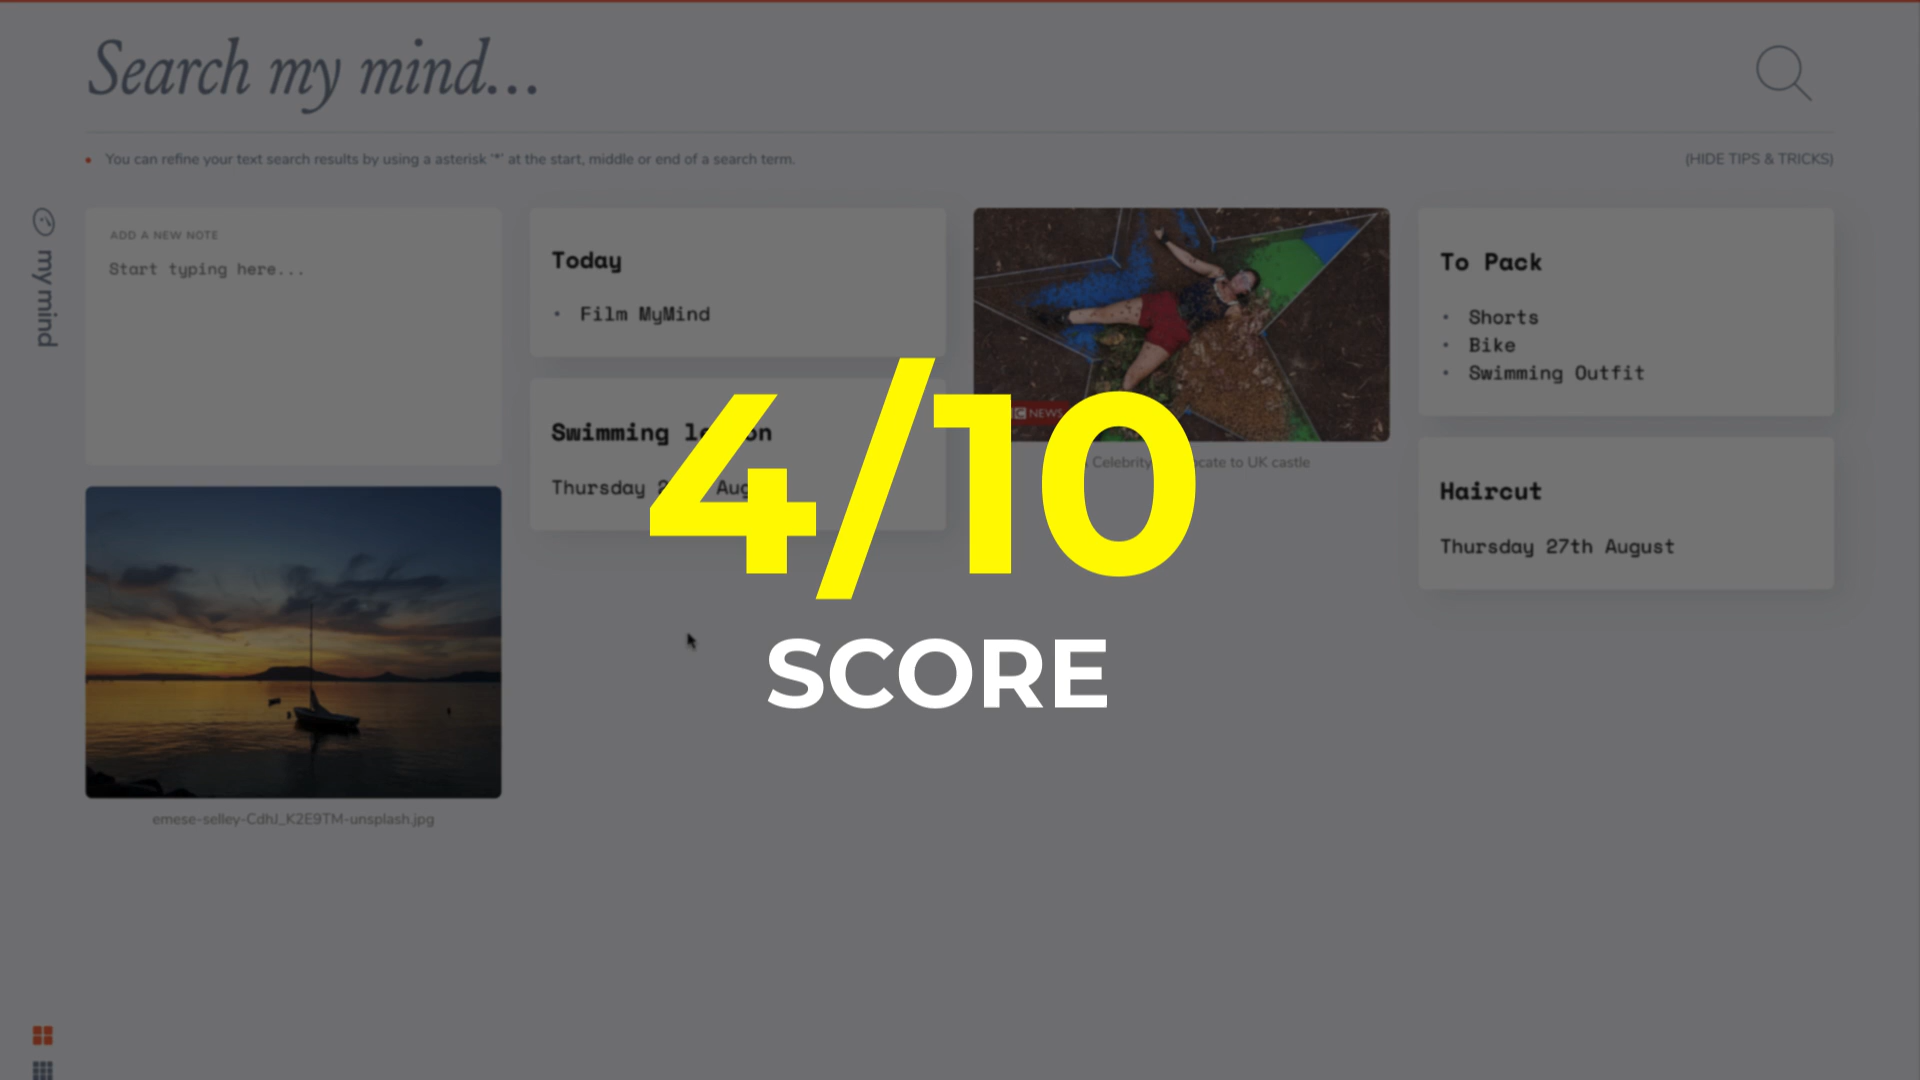 Search my mind...
You can refine your text search results by using a asterisk '*' at the start, middle or end of a search term.
(HIDE TIPS & TRICKS)
my mind
ADD A NEW NOTE
Start typing here...
emese-selley-CdhJ_K2E9TM-unsplash.jpg
Today
• Film MyMind
Swimming
Thursday
NEWS
Celebrity
to UK castle
To Pack
• Shorts
• Bike
• Swimming Outfit
Haircut
Thursday 27th August
4/10
SCORE